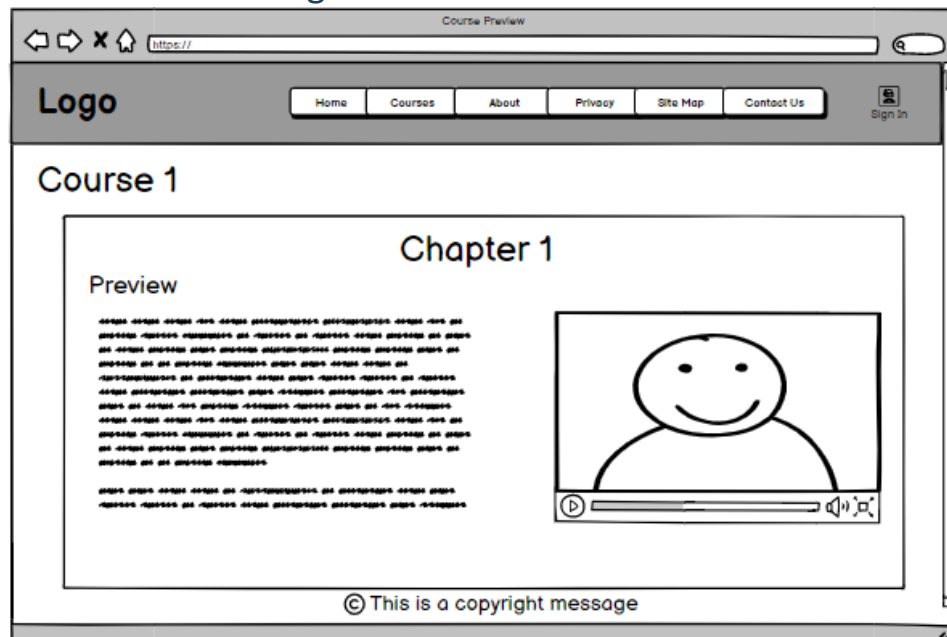 Course Preview
https://
Logo
Home Courses About Privacy Site Map Contact Us
Sign In
Course 1
Chapter 1
Preview
© This is a copyright message